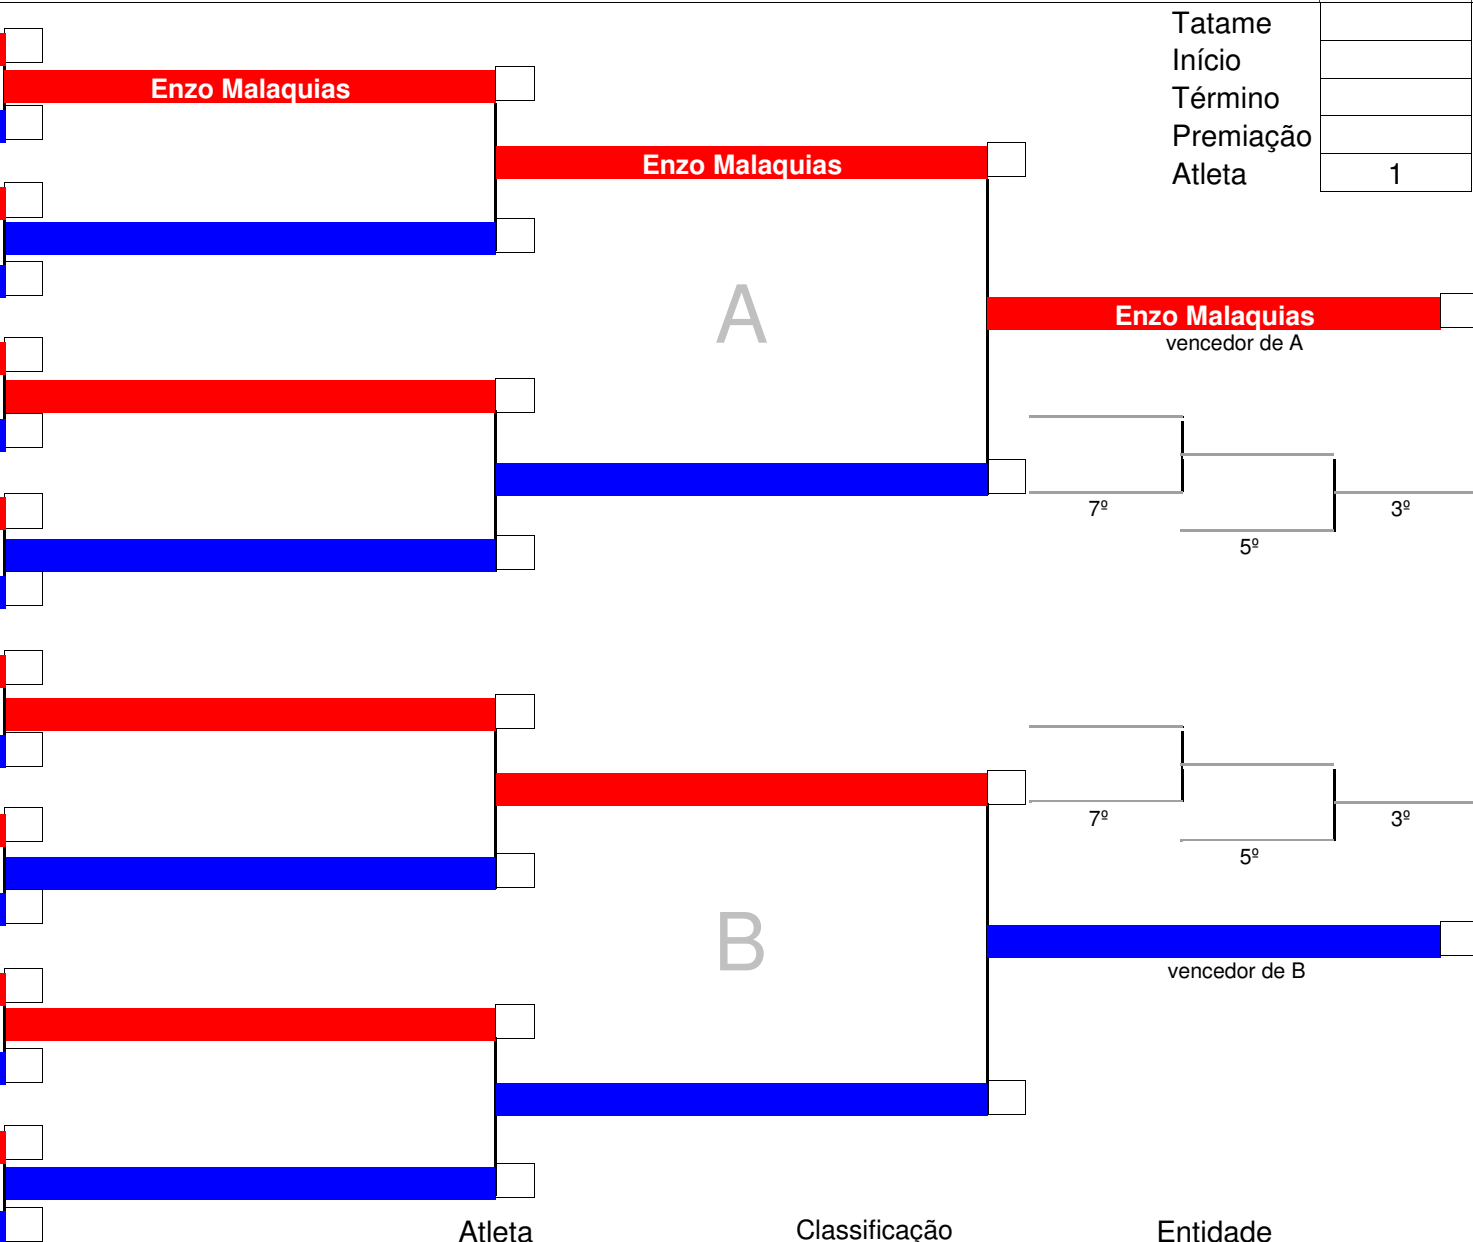 Tatame
Início
Término
Premiação
Atleta 1
Enzo Malaquias
Enzo Malaquias
A
Enzo Malaquias
vencedor de A
7º
3º
5º
7º
3º
5º
B
vencedor de B
Atleta Classificação Entidade